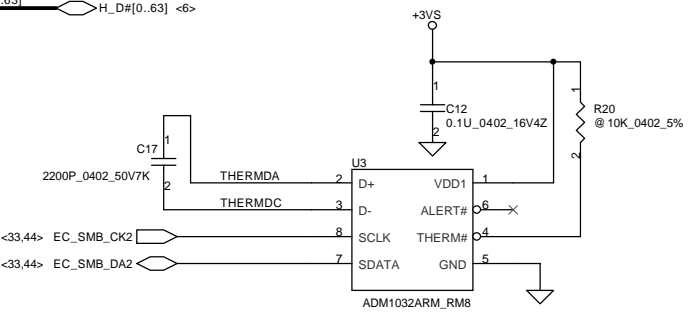 H_D#[0..63] <6>
+3VS
1
C12
0.1U_0402_16V4Z
2
1
R20
@ 10K_0402_5%
2
1
C17
2200P_0402_50V7K
2
U3
THERMDA 2 D+ VDD1 1
THERMDC 3 D- ALERT# 6
<33,44> EC_SMB_CK2 8 SCLK THERM# 4
<33,44> EC_SMB_DA2 7 SDATA GND 5
ADM1032ARM_RM8